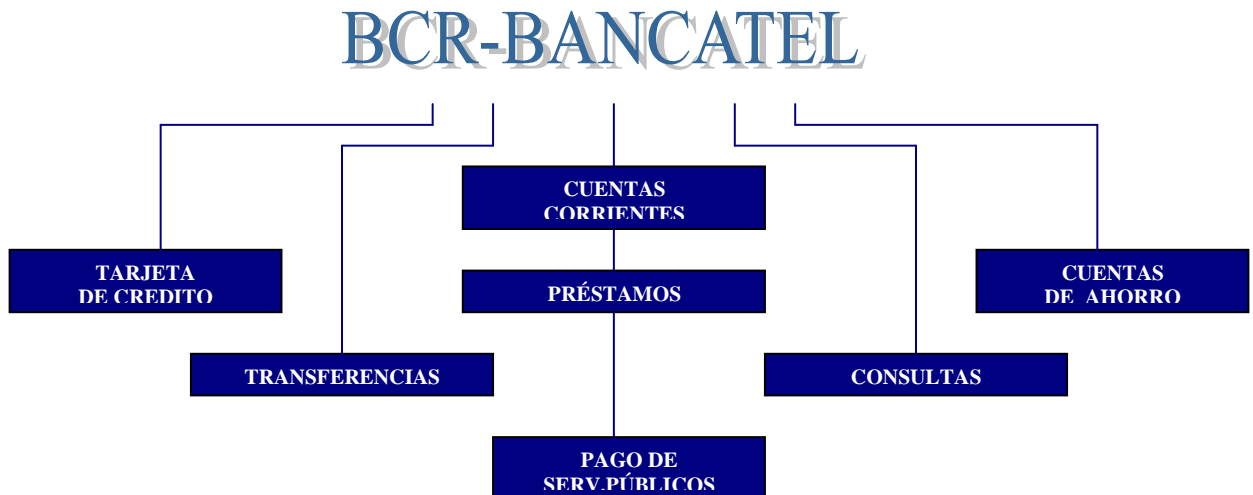 BCR-BANCATEL
CUENTAS
CORRIENTES
TARJETA
DE CREDITO
PRÉSTAMOS
CUENTAS
DE AHORRO
TRANSFERENCIAS
CONSULTAS
PAGO DE
SERV.PÚBLICOS